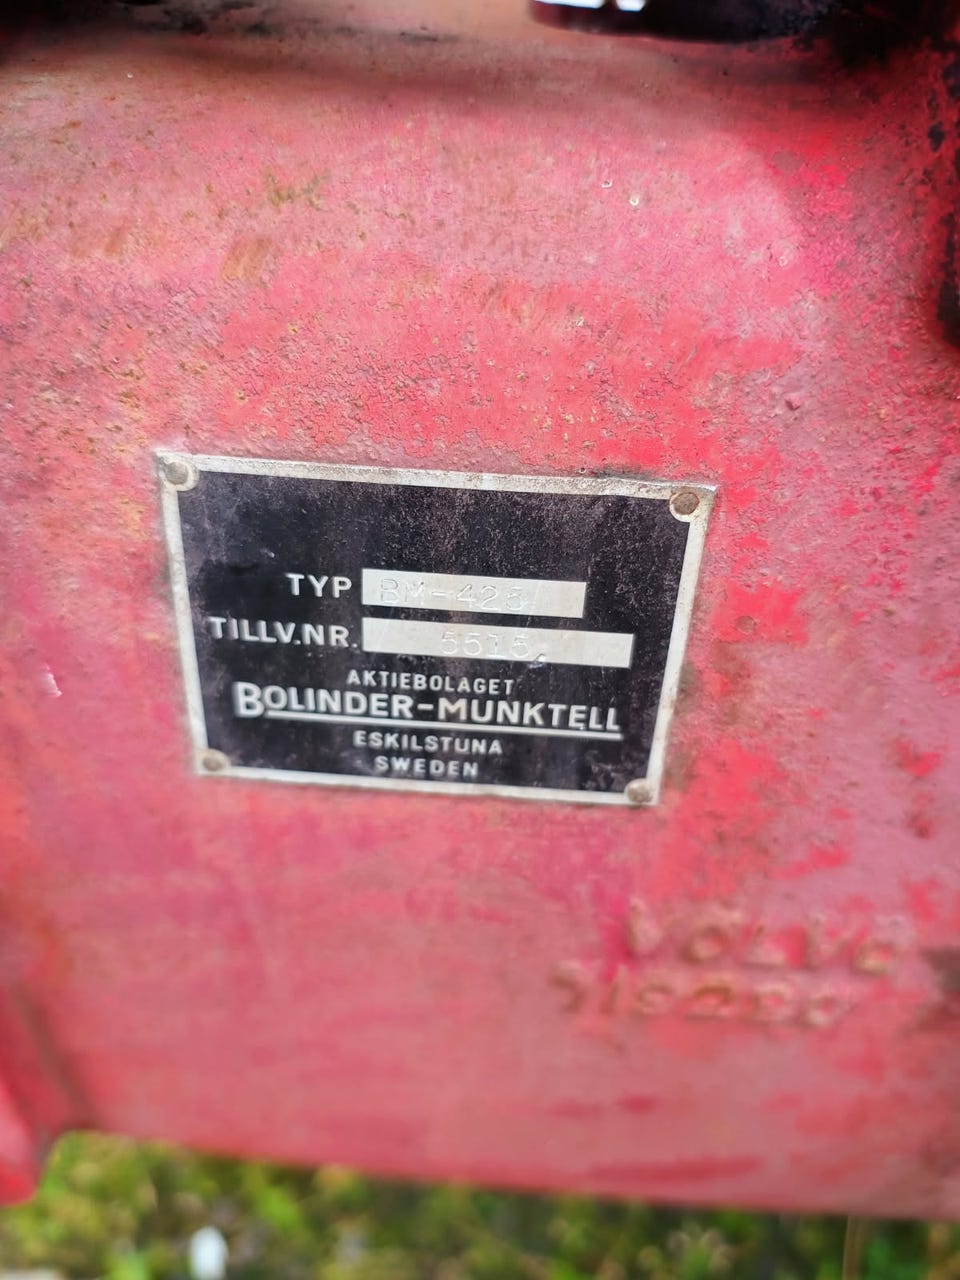 TYP BM-425
TILLV.NR. 5515
AKTIEBOLAGET
BOLINDER-MUNKTELL
ESKILSTUNA
SWEDEN
VOLVO